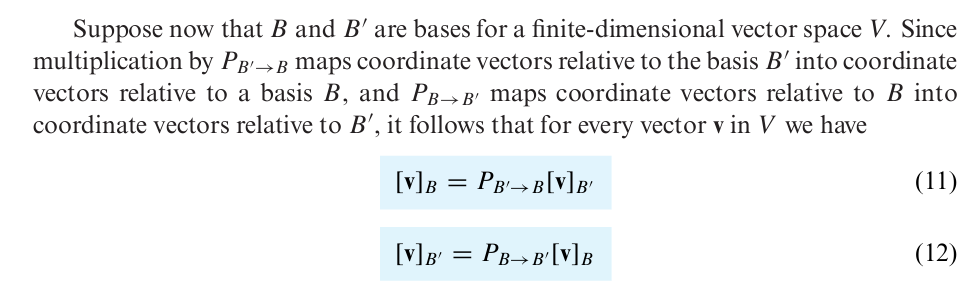 Suppose now that B and B′ are bases for a finite-dimensional vector space V. Since
multiplication by P_{B′→B} maps coordinate vectors relative to the basis B′ into coordinate
vectors relative to a basis B, and P_{B→B′} maps coordinate vectors relative to B into
coordinate vectors relative to B′, it follows that for every vector v in V we have
[v]_B = P_{B′→B}[v]_{B′} (11)
[v]_{B′} = P_{B→B′}[v]_B (12)